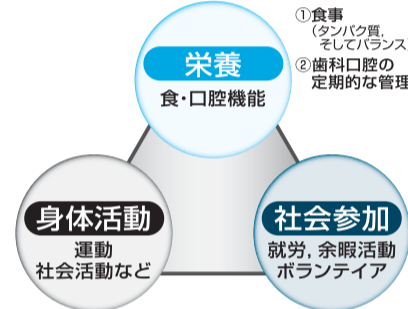 ①食事
(タンパク質,
そしてバランス)
②歯科口腔の
定期的な管理
栄養
食・口腔機能
身体活動
運動
社会活動など
社会参加
就労, 余暇活動
ボランテイア